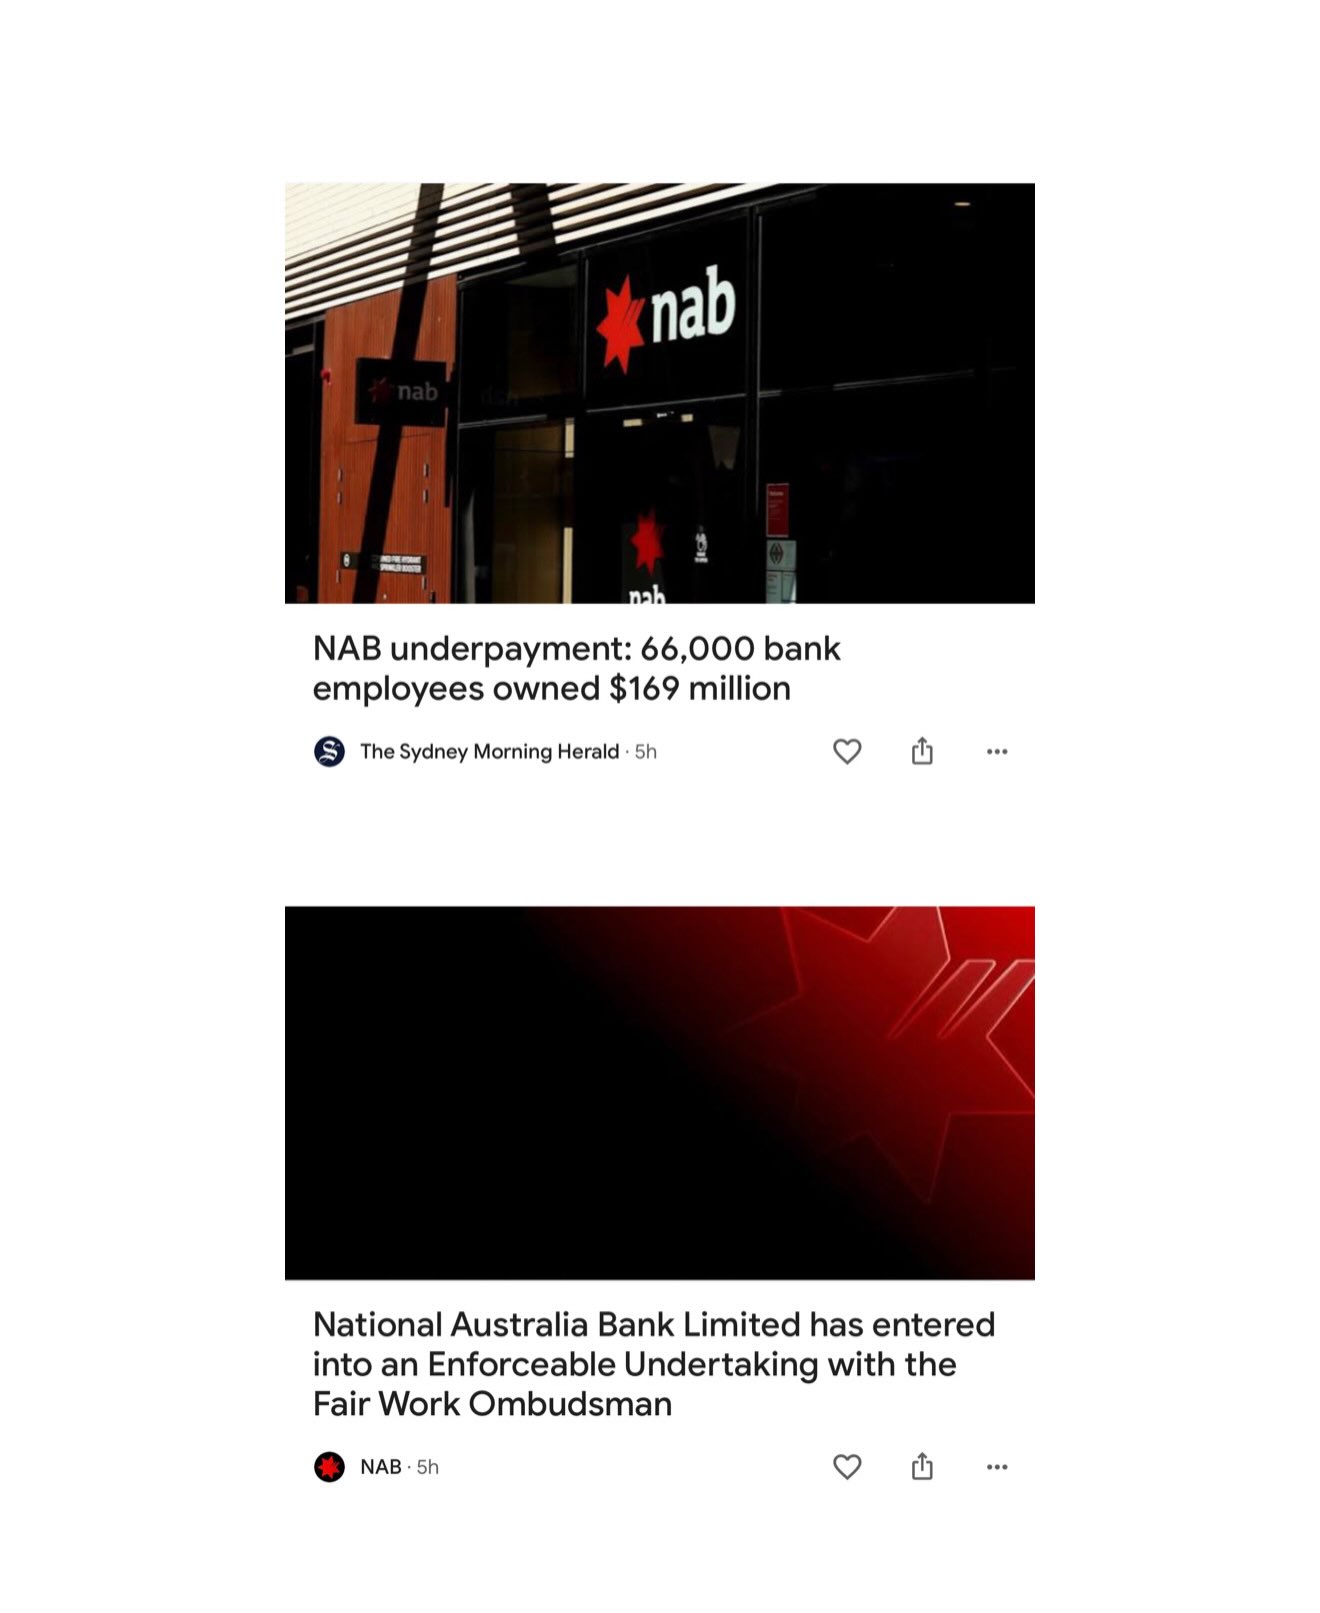 nab
nab
nab
NAB underpayment: 66,000 bank
employees owned $169 million
The Sydney Morning Herald · 5h
National Australia Bank Limited has entered
into an Enforceable Undertaking with the
Fair Work Ombudsman
NAB · 5h